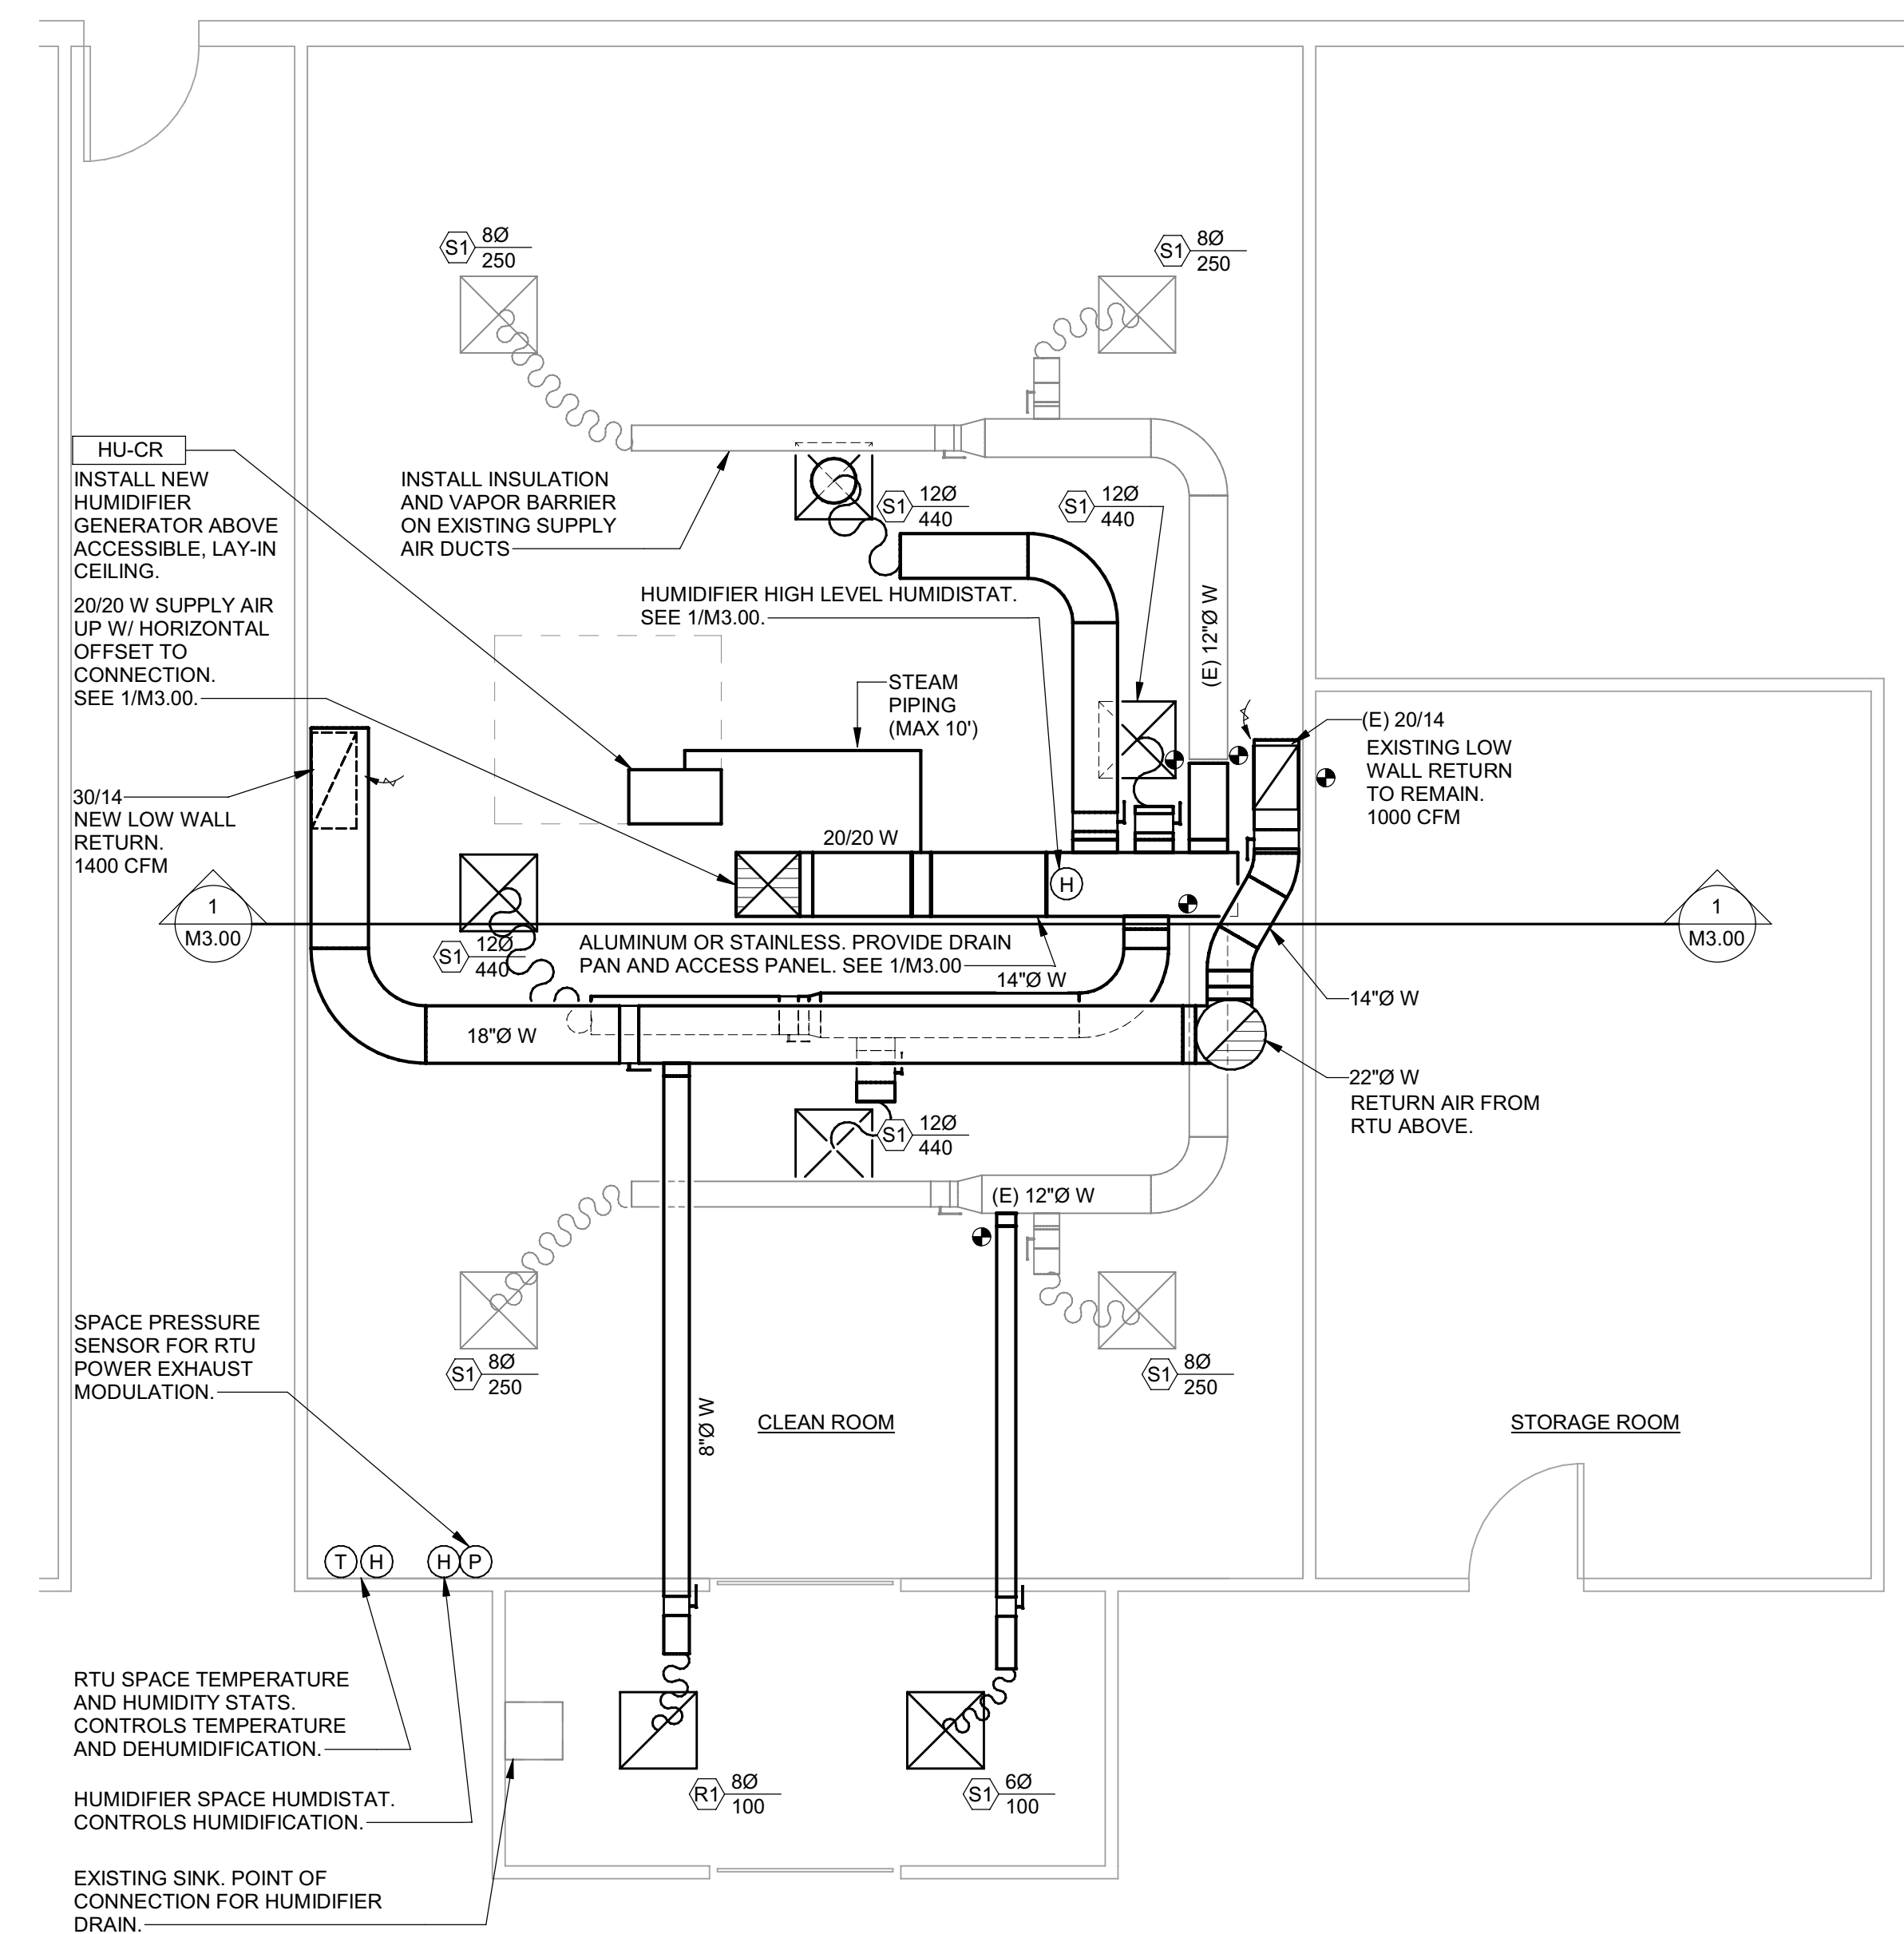 S1 8Ø
250
S1 8Ø
250
HU-CR
INSTALL NEW
HUMIDIFIER
GENERATOR ABOVE
ACCESSIBLE, LAY-IN
CEILING.
20/20 W SUPPLY AIR
UP W/ HORIZONTAL
OFFSET TO
CONNECTION.
SEE 1/M3.00.
INSTALL INSULATION
AND VAPOR BARRIER
ON EXISTING SUPPLY
AIR DUCTS
S1 12Ø
440
S1 12Ø
440
HUMIDIFIER HIGH LEVEL HUMIDISTAT.
SEE 1/M3.00.
(E) 12"Ø W
STEAM
PIPING
(MAX 10')
(E) 20/14
EXISTING LOW
WALL RETURN
TO REMAIN.
1000 CFM
30/14
NEW LOW WALL
RETURN.
1400 CFM
20/20 W
H
1
M3.00
1
M3.00
S1 12Ø
440
ALUMINUM OR STAINLESS. PROVIDE DRAIN
PAN AND ACCESS PANEL. SEE 1/M3.00
14"Ø W
14"Ø W
18"Ø W
22"Ø W
RETURN AIR FROM
RTU ABOVE.
S1 12Ø
440
(E) 12"Ø W
SPACE PRESSURE
SENSOR FOR RTU
POWER EXHAUST
MODULATION.
S1 8Ø
250
S1 8Ø
250
8"Ø W
CLEAN ROOM
STORAGE ROOM
T H H P
RTU SPACE TEMPERATURE
AND HUMIDITY STATS.
CONTROLS TEMPERATURE
AND DEHUMIDIFICATION.
R1 8Ø
100
S1 6Ø
100
HUMIDIFIER SPACE HUMDISTAT.
CONTROLS HUMIDIFICATION.
EXISTING SINK. POINT OF
CONNECTION FOR HUMIDIFIER
DRAIN.